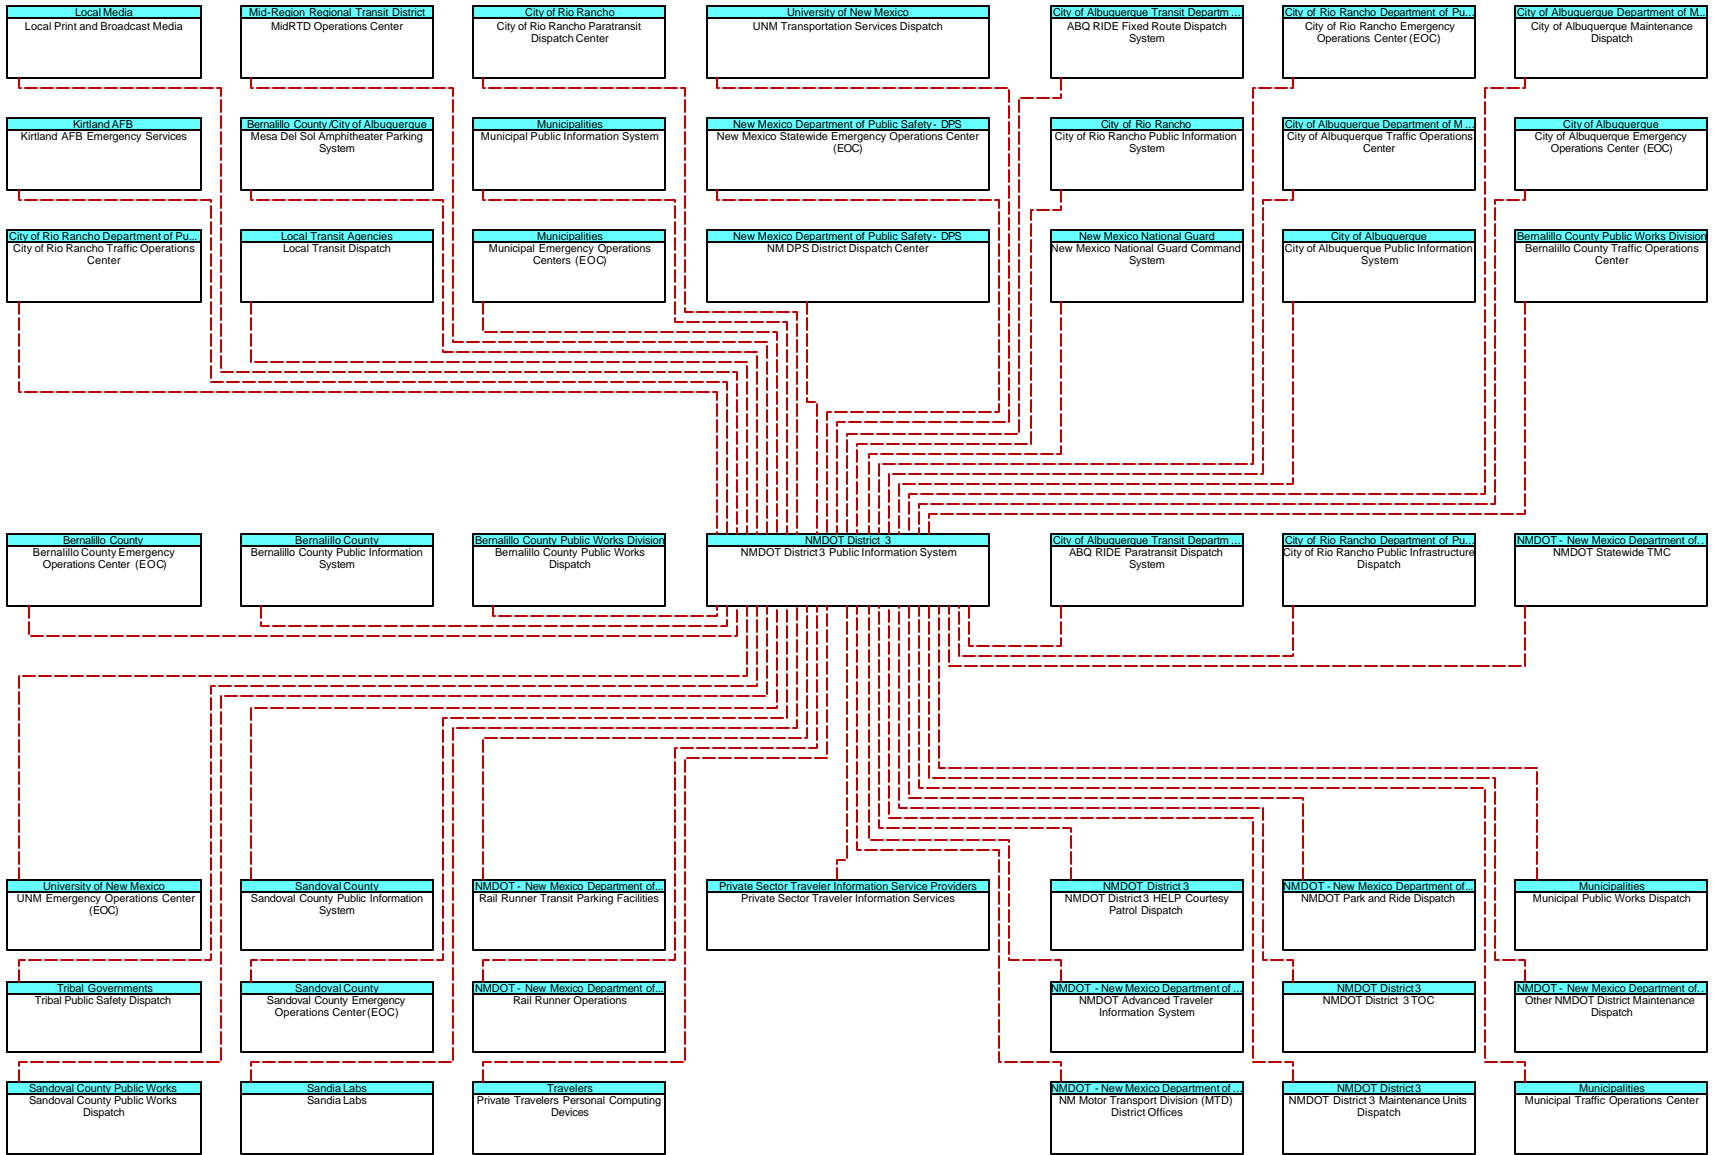 Local Media
Local Print and Broadcast Media
Mid-Region Regional Transit District
MidRTD Operations Center
City of Rio Rancho
City of Rio Rancho Paratransit
Dispatch Center
University of New Mexico
UNM Transportation Services Dispatch
City of Albuquerque Transit Departm ...
ABQ RIDE Fixed Route Dispatch
System
City of Rio Rancho Department of Pu...
City of Rio Rancho Emergency
Operations Center (EOC)
City of Albuquerque Department of M...
City of Albuquerque Maintenance
Dispatch
Kirtland AFB
Kirtland AFB Emergency Services
Bernalillo County/City of Albuquerque
Mesa Del Sol Amphitheater Parking
System
Municipalities
Municipal Public Information System
New Mexico Department of Public Safety - DPS
New Mexico Statewide Emergency Operations Center
(EOC)
City of Rio Rancho
City of Rio Rancho Public Information
System
City of Albuquerque Department of M ...
City of Albuquerque Traffic Operations
Center
City of Albuquerque
City of Albuquerque Emergency
Operations Center (EOC)
City of Rio Rancho Department of Pu...
City of Rio Rancho Traffic Operations
Center
Local Transit Agencies
Local Transit Dispatch
Municipalities
Municipal Emergency Operations
Centers (EOC)
New Mexico Department of Public Safety - DPS
NM DPS District Dispatch Center
New Mexico National Guard
New Mexico National Guard Command
System
City of Albuquerque
City of Albuquerque Public Information
System
Bernalillo County Public Works Division
Bernalillo County Traffic Operations
Center
Bernalillo County
Bernalillo County Emergency
Operations Center (EOC)
Bernalillo County
Bernalillo County Public Information
System
Bernalillo County Public Works Division
Bernalillo County Public Works
Dispatch
NMDOT District 3
NMDOT District 3 Public Information System
City of Albuquerque Transit Departm ...
ABQ RIDE Paratransit Dispatch
System
City of Rio Rancho Department of Pu...
City of Rio Rancho Public Infrastructure
Dispatch
NMDOT - New Mexico Department of...
NMDOT Statewide TMC
University of New Mexico
UNM Emergency Operations Center
(EOC)
Sandoval County
Sandoval County Public Information
System
NMDOT - New Mexico Department of...
Rail Runner Transit Parking Facilities
Private Sector Traveler Information Service Providers
Private Sector Traveler Information Services
NMDOT District 3
NMDOT District 3 HELP Courtesy
Patrol Dispatch
NMDOT - New Mexico Department of...
NMDOT Park and Ride Dispatch
Municipalities
Municipal Public Works Dispatch
Tribal Governments
Tribal Public Safety Dispatch
Sandoval County
Sandoval County Emergency
Operations Center (EOC)
NMDOT - New Mexico Department of...
Rail Runner Operations
NMDOT - New Mexico Department of ...
NMDOT Advanced Traveler
Information System
NMDOT District 3
NMDOT District 3 TOC
NMDOT - New Mexico Department of...
Other NMDOT District Maintenance
Dispatch
Sandoval County Public Works
Sandoval County Public Works
Dispatch
Sandia Labs
Sandia Labs
Travelers
Private Travelers Personal Computing
Devices
NMDOT - New Mexico Department of ...
NM Motor Transport Division (MTD)
District Offices
NMDOT District 3
NMDOT District 3 Maintenance Units
Dispatch
Municipalities
Municipal Traffic Operations Center